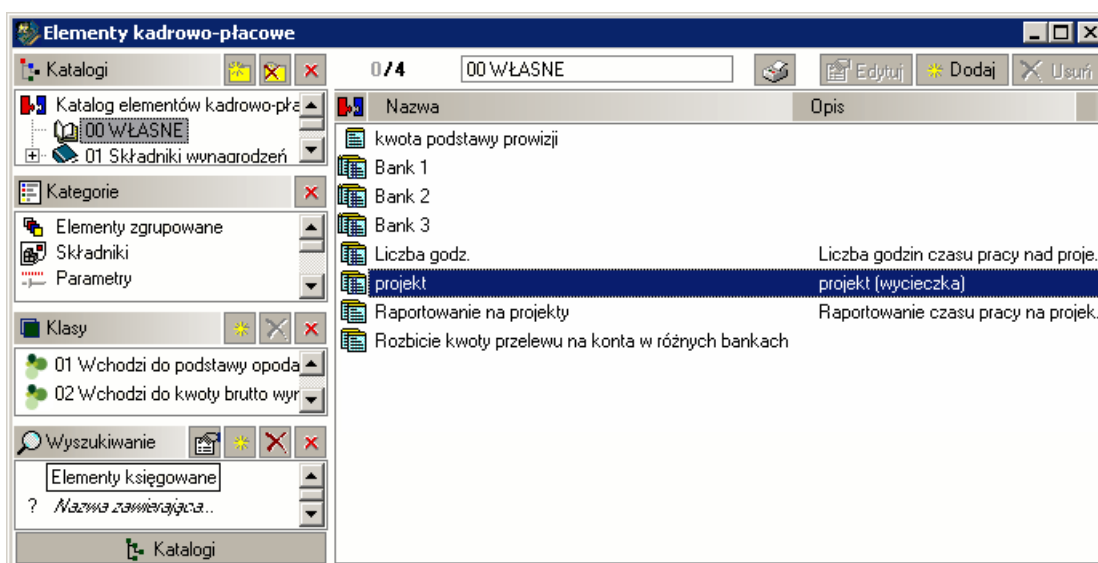 Elementy kadrowo-płacowe
Katalogi
0/4
00 WŁASNE
Edytuj
Dodaj
Usuń
Katalog elementów kadrowo-pła
00 WŁASNE
01 Składniki wynagrodzeń
Kategorie
Elementy zgrupowane
Składniki
Parametry
Klasy
01 Wchodzi do podstawy opoda
02 Wchodzi do kwoty brutto wyr
Wyszukiwanie
Elementy księgowane
? Nazwa zawierająca...
Katalogi
Nazwa Opis
kwota podstawy prowizji
Bank 1
Bank 2
Bank 3
Liczba godz. Liczba godzin czasu pracy nad proje.
projekt projekt (wycieczka)
Raportowanie na projekty Raportowanie czasu pracy na projek.
Rozbicie kwoty przelewu na konta w różnych bankach